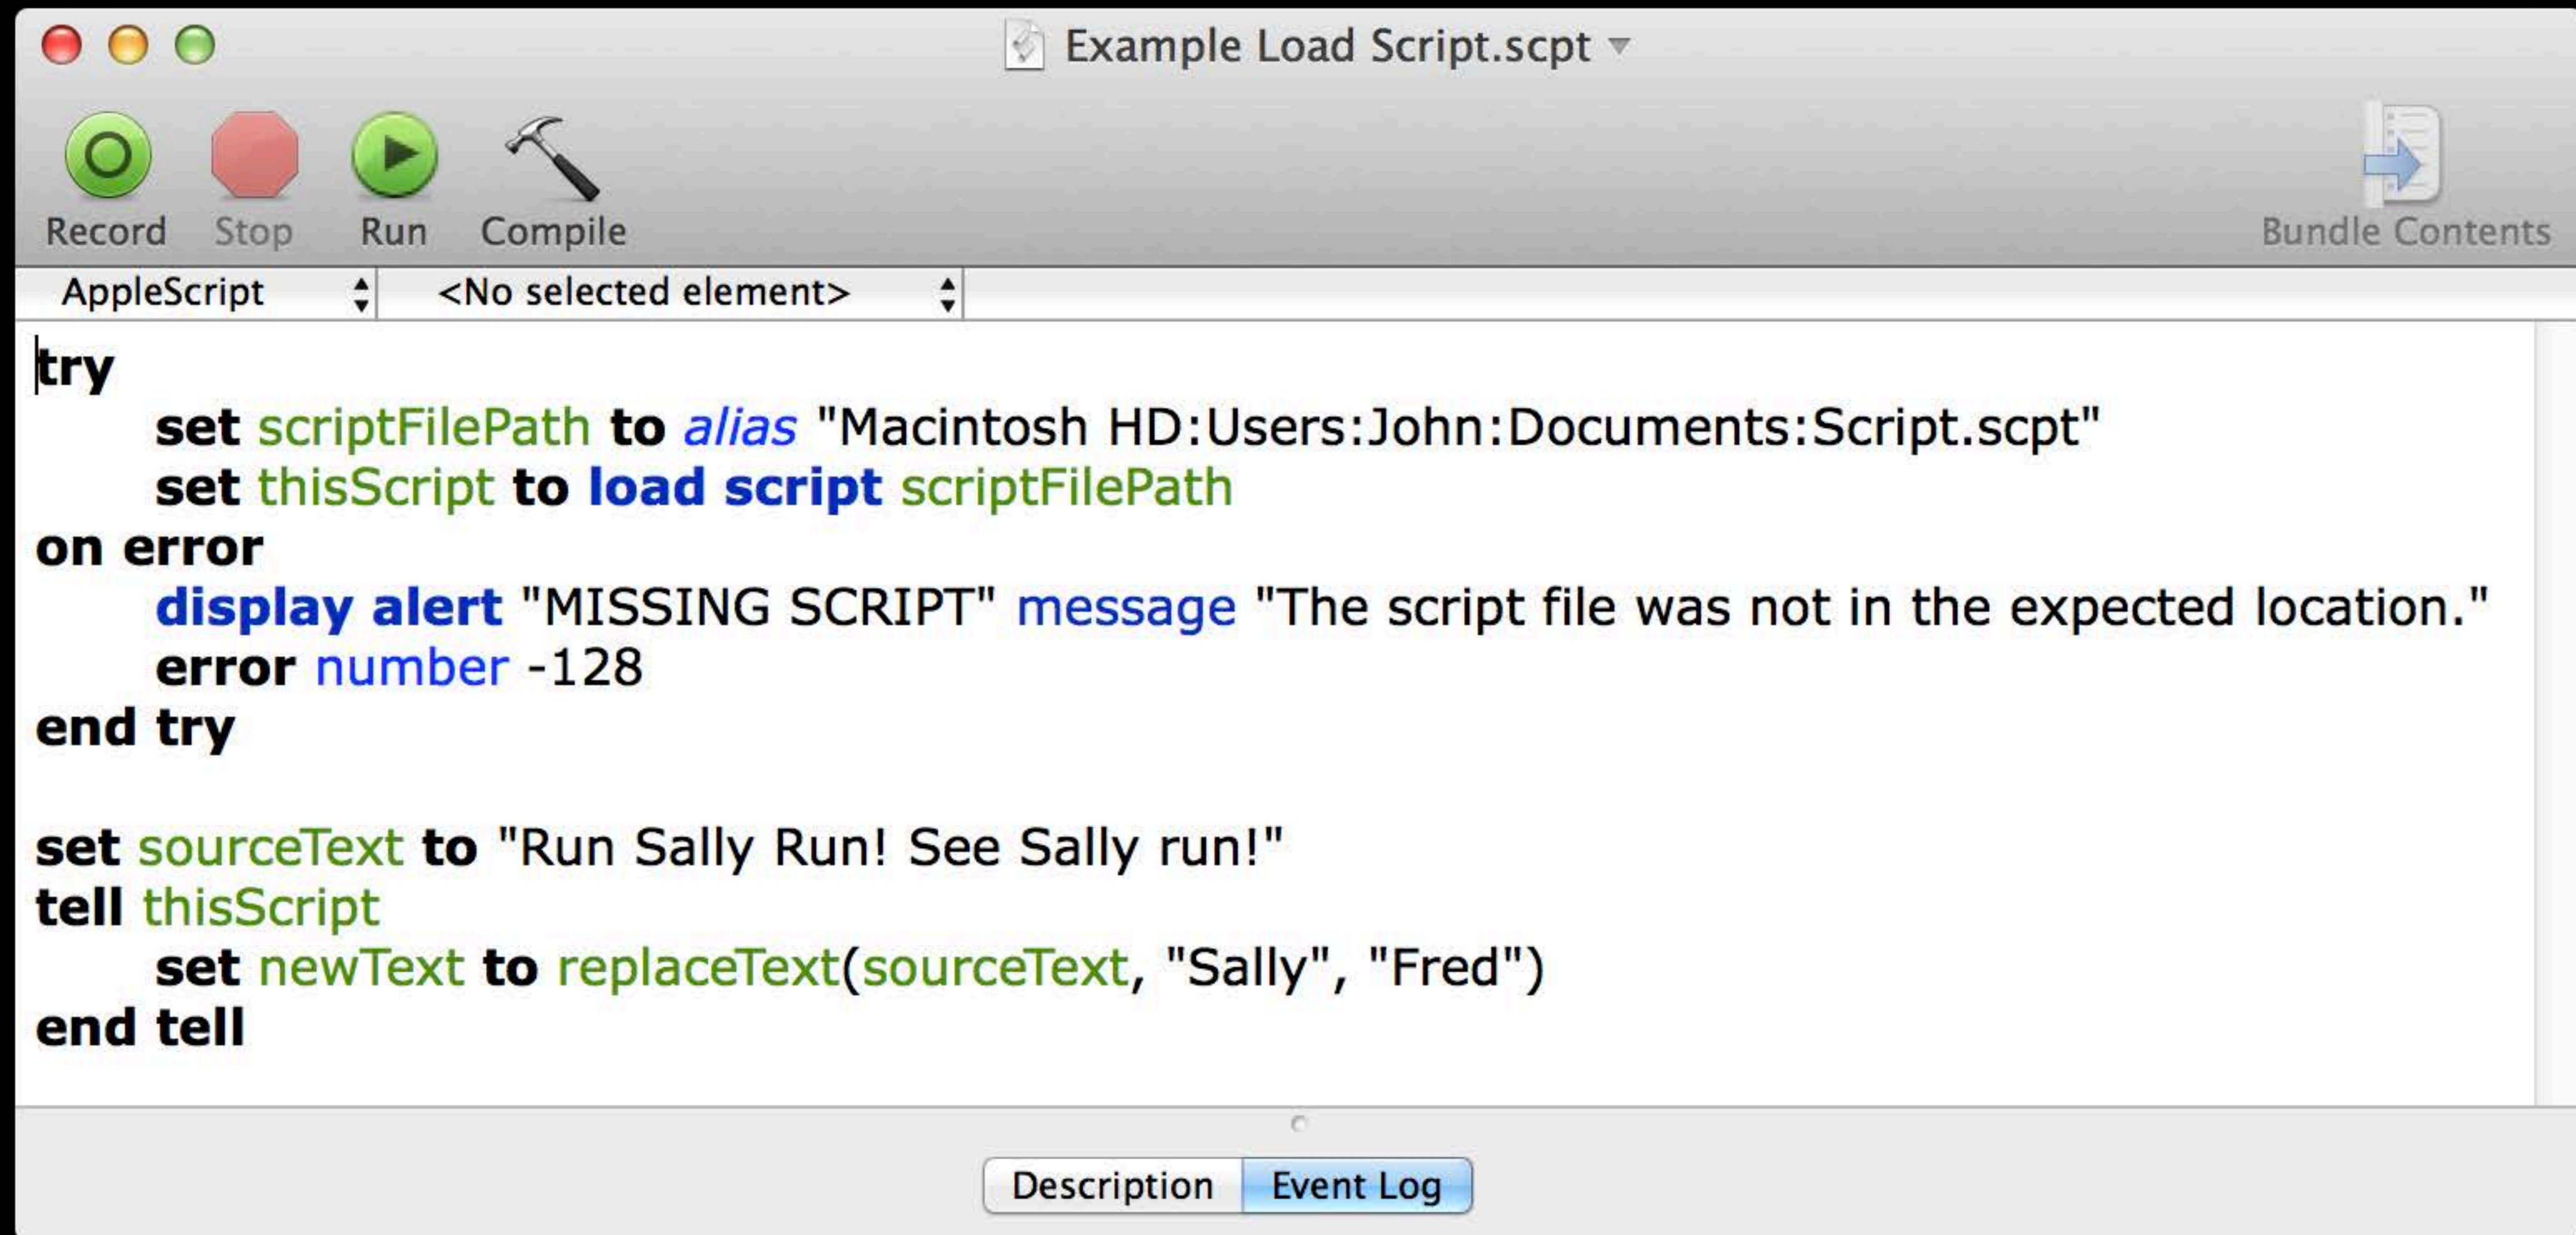 Example Load Script.scpt
Record Stop Run Compile Bundle Contents
AppleScript <No selected element>
try
set scriptFilePath to alias "Macintosh HD:Users:John:Documents:Script.scpt"
set thisScript to load script scriptFilePath
on error
display alert "MISSING SCRIPT" message "The script file was not in the expected location."
error number -128
end try
set sourceText to "Run Sally Run! See Sally run!"
tell thisScript
set newText to replaceText(sourceText, "Sally", "Fred")
end tell
Description Event Log